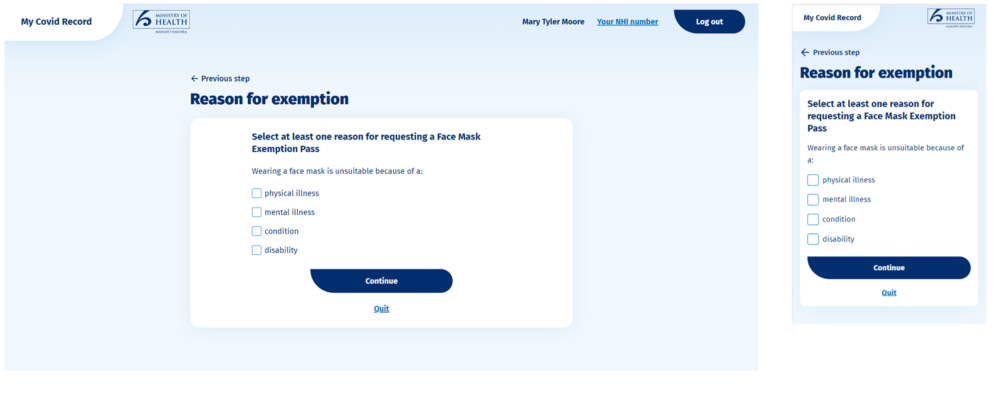 My Covid Record
MINISTRY OF
HEALTH
MANATŪ HAUORA
Mary Tyler Moore
Your NHI number
Log out
Previous step
Reason for exemption
Select at least one reason for requesting a Face Mask
Exemption Pass
Wearing a face mask is unsuitable because of a:
physical illness
mental illness
condition
disability
Continue
Quit
My Covid Record
MINISTRY OF
HEALTH
MANATŪ HAUORA
Previous step
Reason for exemption
Select at least one reason for
requesting a Face Mask Exemption
Pass
Wearing a face mask is unsuitable because of
a:
physical illness
mental illness
condition
disability
Continue
Quit